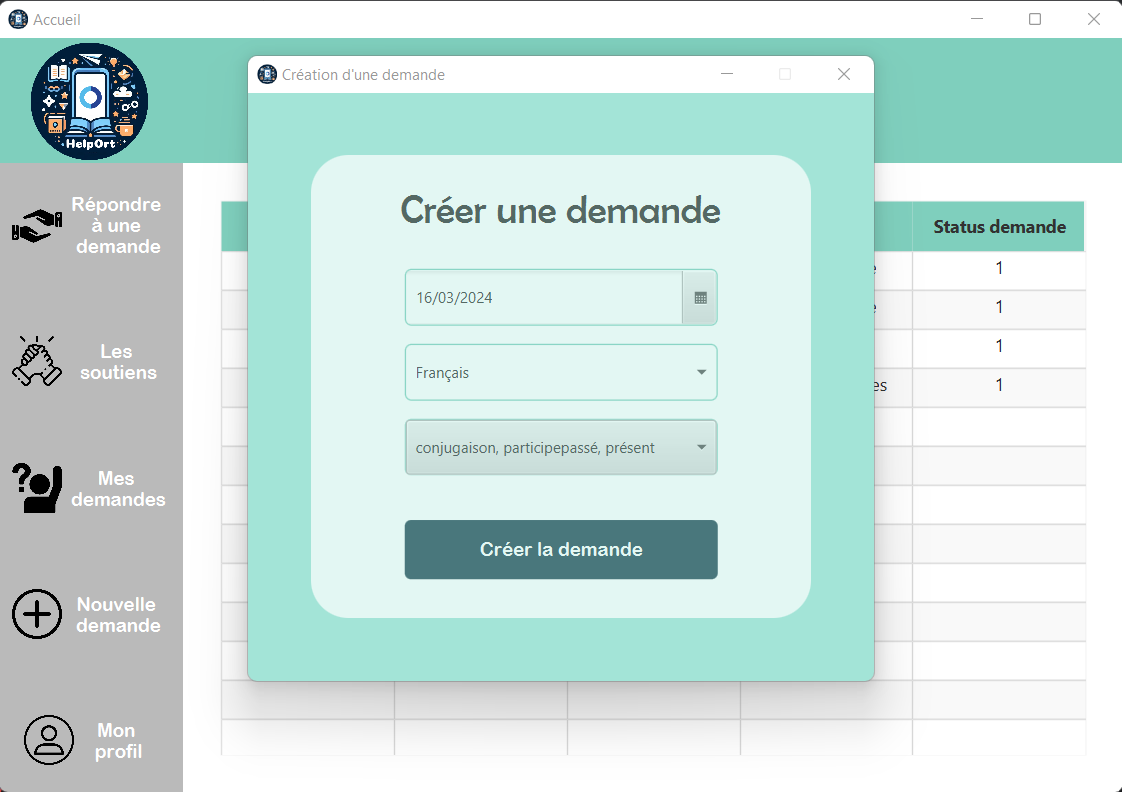 Accueil
HelpOrt
Répondre
à une
demande
Les
soutiens
Mes
demandes
Nouvelle
demande
Mon
profil
Création d'une demande
Créer une demande
16/03/2024
Français
conjugaison, participepassé, présent
Créer la demande
Status demande
e 1
e 1
1
es 1